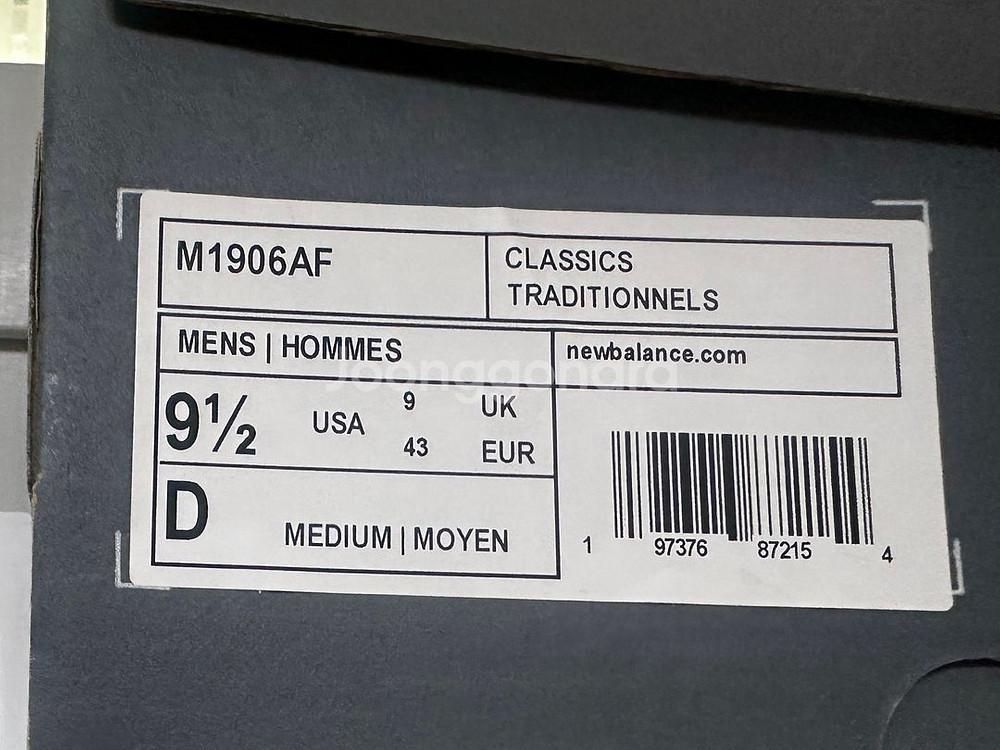 M1906AF
CLASSICS
TRADITIONNELS
MENS | HOMMES
newbalance.com
Joonggonara
9½ USA 9 UK
43 EUR
D MEDIUM | MOYEN
1 97376 87215 4